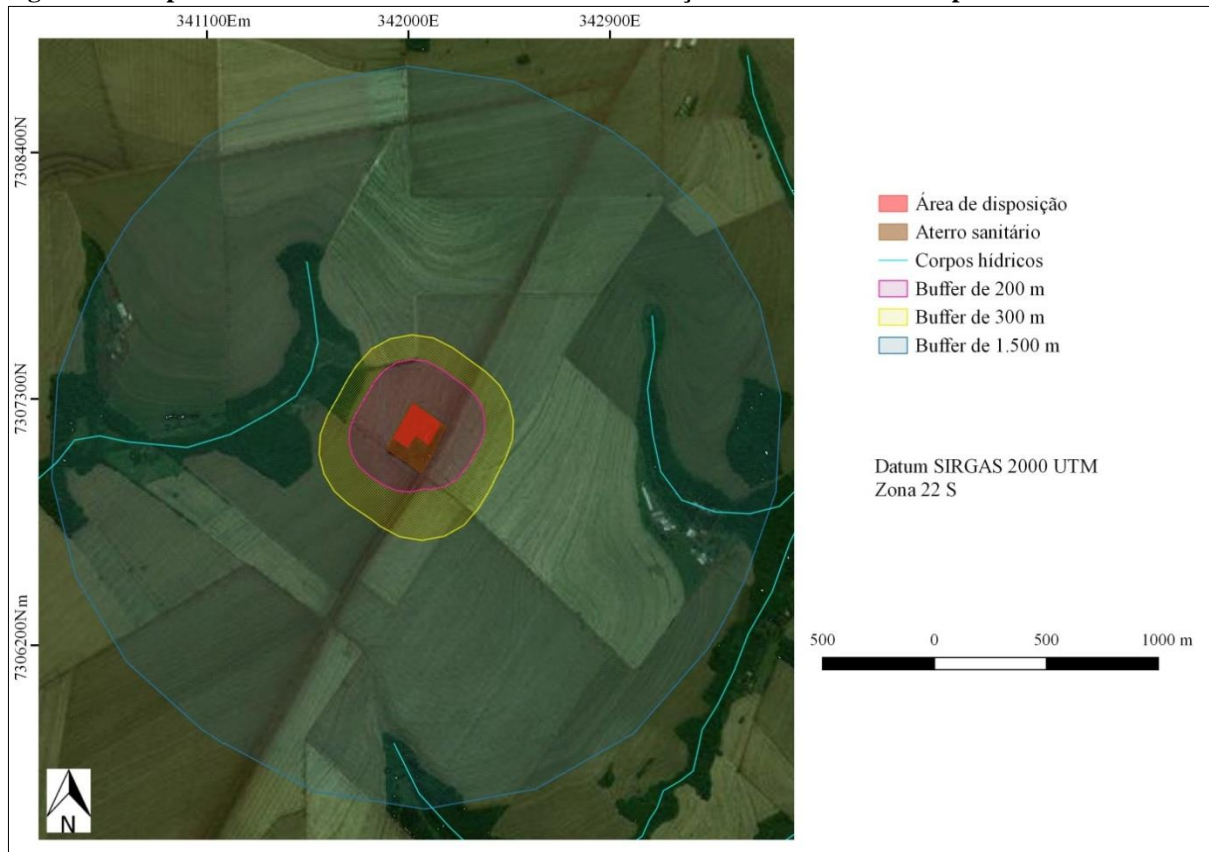 341100Em 342000E 342900E
7308400N
7307300N
7306200Nm
Área de disposição
Aterro sanitário
Corpos hídricos
Buffer de 200 m
Buffer de 300 m
Buffer de 1.500 m
Datum SIRGAS 2000 UTM
Zona 22 S
500 0 500 1000 m
N